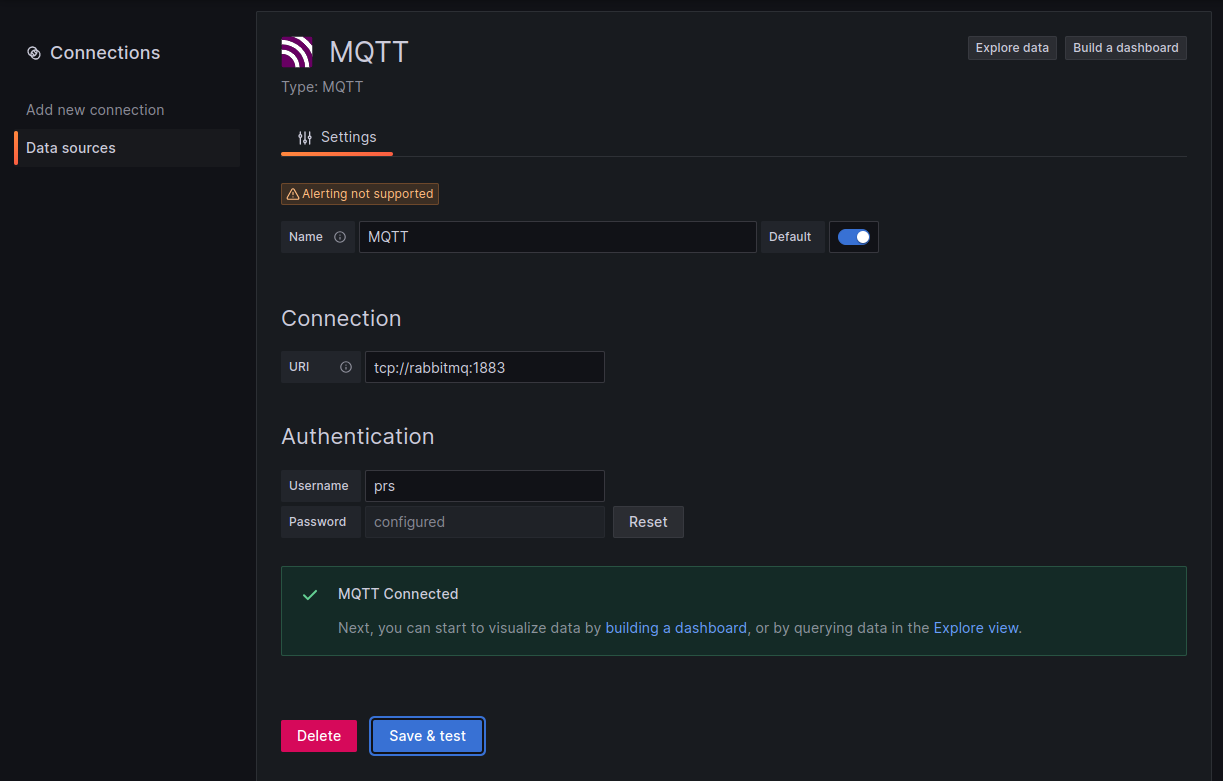 Connections
Add new connection
Data sources
MQTT
Explore data
Build a dashboard
Type: MQTT
Settings
Alerting not supported
Name
MQTT
Default
Connection
URI
tcp://rabbitmq:1883
Authentication
Username
prs
Password
configured
Reset
MQTT Connected
Next, you can start to visualize data by building a dashboard, or by querying data in the Explore view.
Delete
Save & test